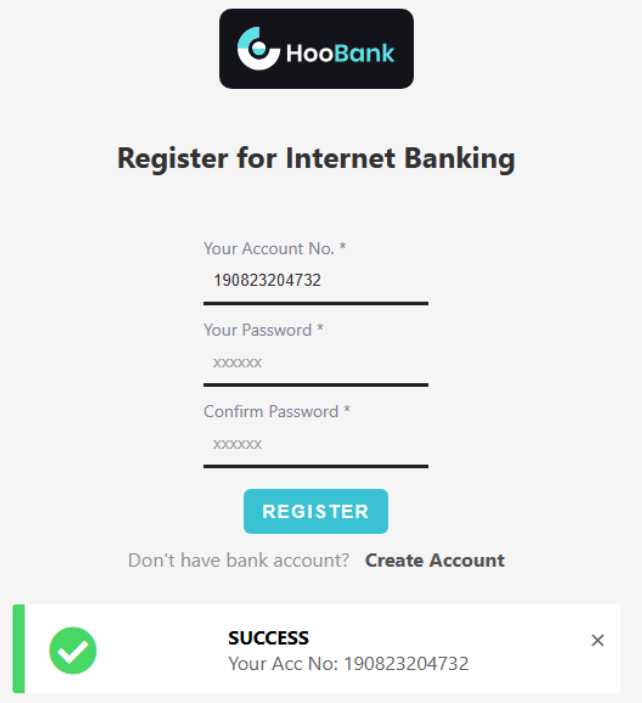 HooBank
Register for Internet Banking
Your Account No. *
190823204732
Your Password *
xxxxxx
Confirm Password *
xxxxxx
REGISTER
Don't have bank account? Create Account
SUCCESS
Your Acc No: 190823204732